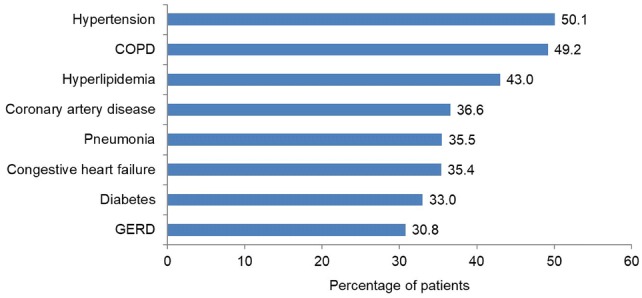 Hypertension 50.1
COPD 49.2
Hyperlipidemia 43.0
Coronary artery disease 36.6
Pneumonia 35.5
Congestive heart failure 35.4
Diabetes 33.0
GERD 30.8
0 10 20 30 40 50 60
Percentage of patients